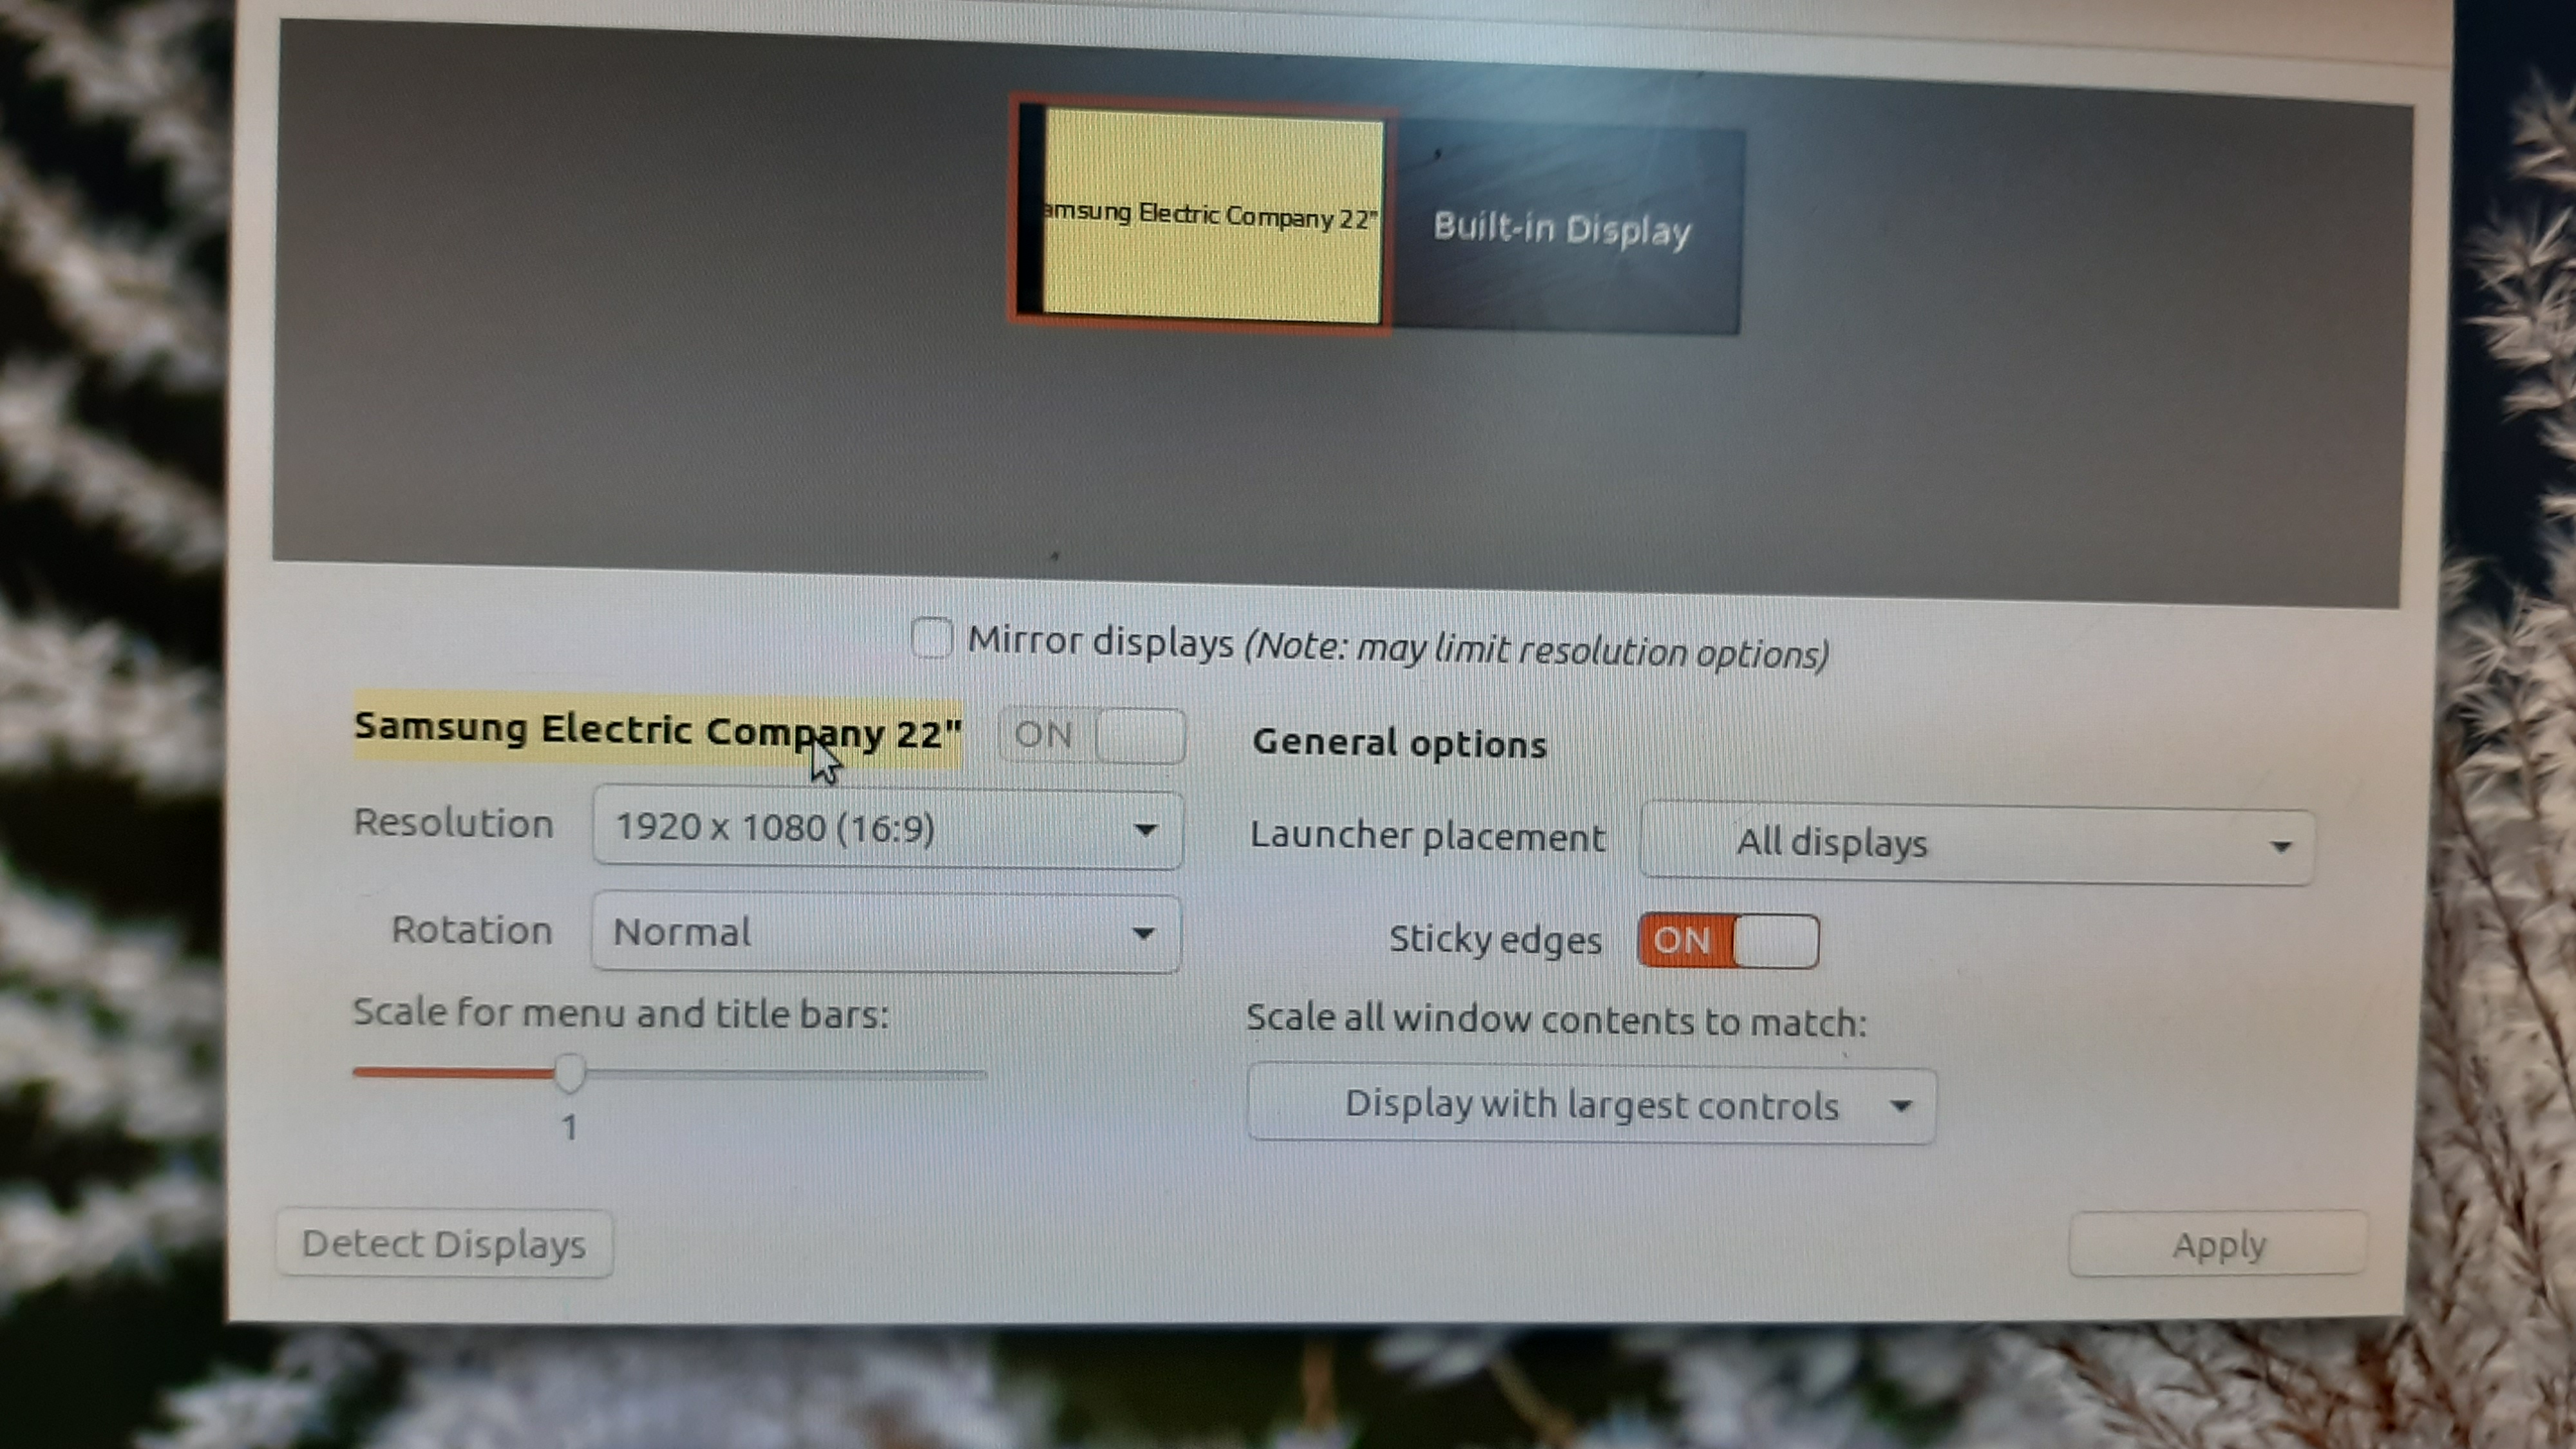 amsung Electric Company 22"
Built-in Display
Mirror displays (Note: may limit resolution options)
Samsung Electric Company 22"
ON
General options
Resolution
1920 x 1080 (16:9)
Launcher placement
All displays
Rotation
Normal
Sticky edges
ON
Scale for menu and title bars:
1
Scale all window contents to match:
Display with largest controls
Detect Displays
Apply